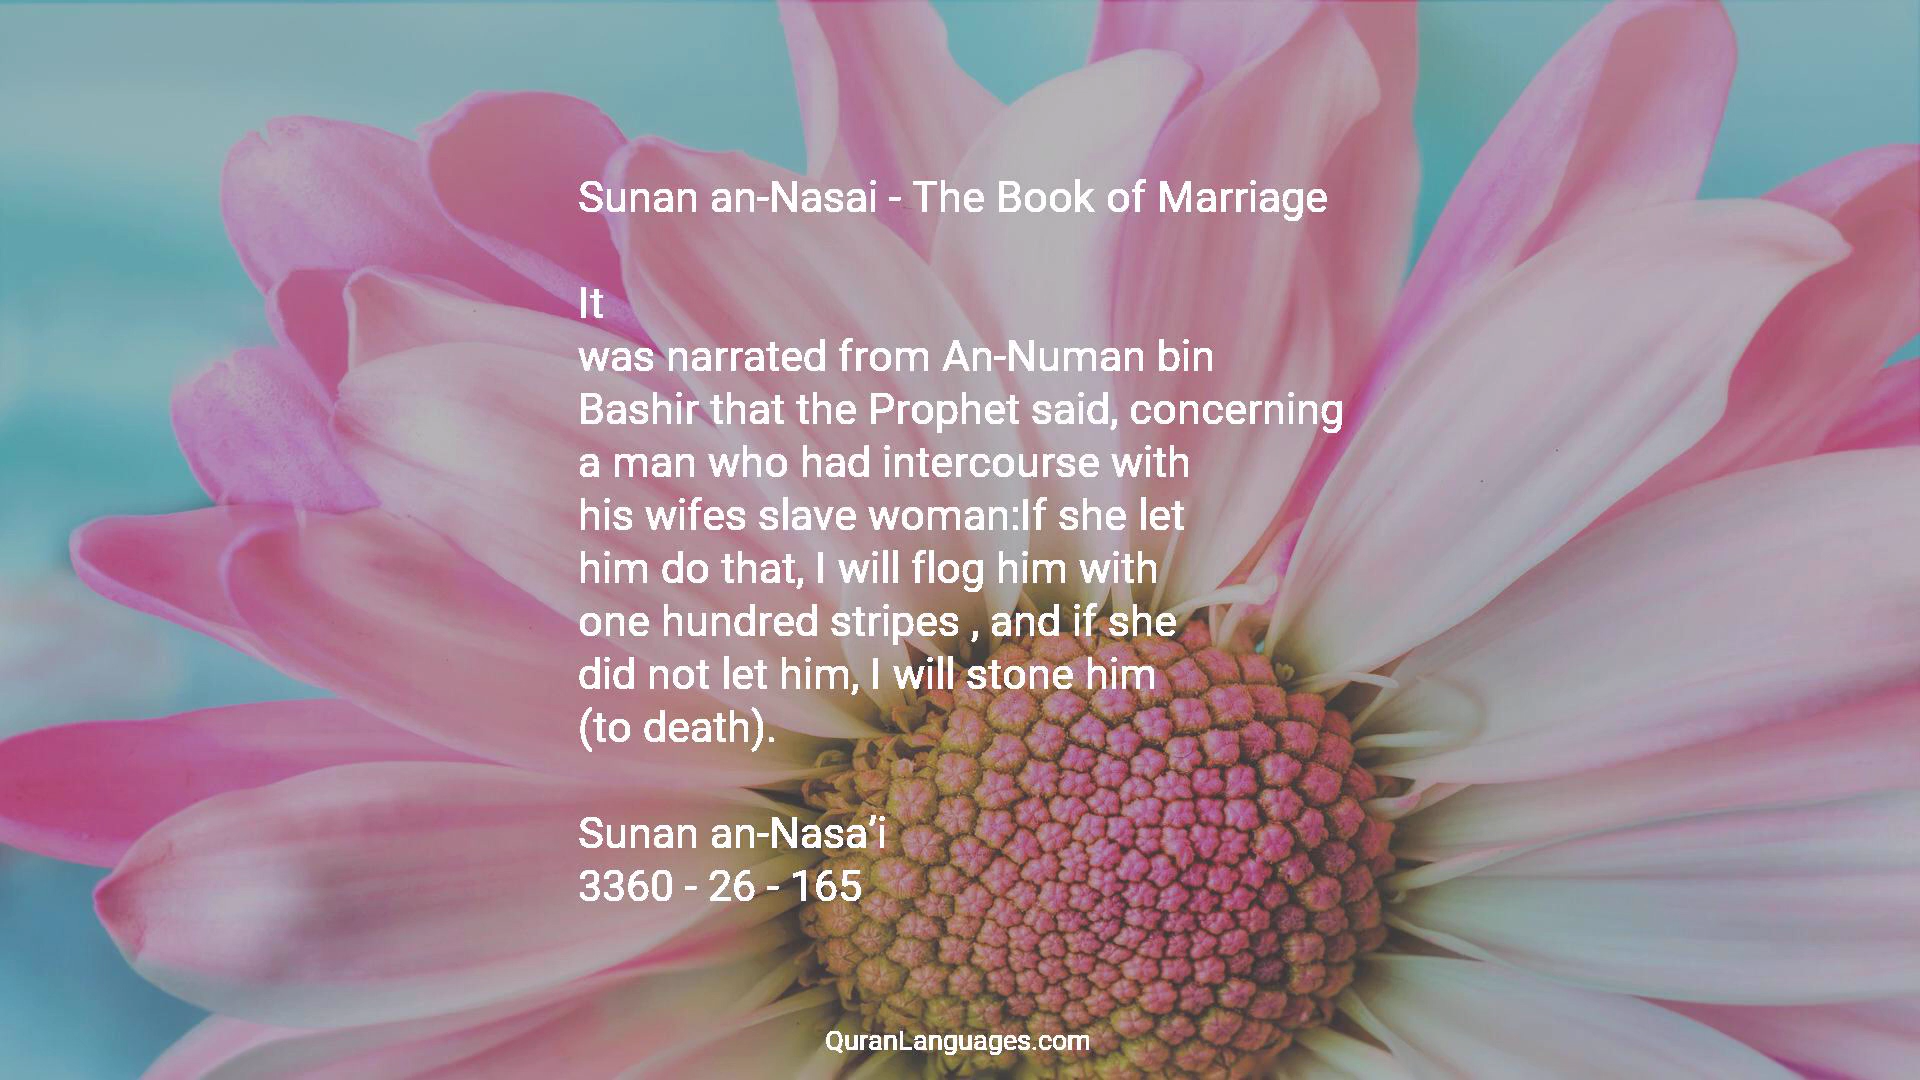 Sunan an-Nasai - The Book of Marriage
It
was narrated from An-Numan bin
Bashir that the Prophet said, concerning
a man who had intercourse with
his wifes slave woman:If she let
him do that, I will flog him with
one hundred stripes , and if she
did not let him, I will stone him
(to death).
Sunan an-Nasa’i
3360 - 26 - 165
QuranLanguages.com